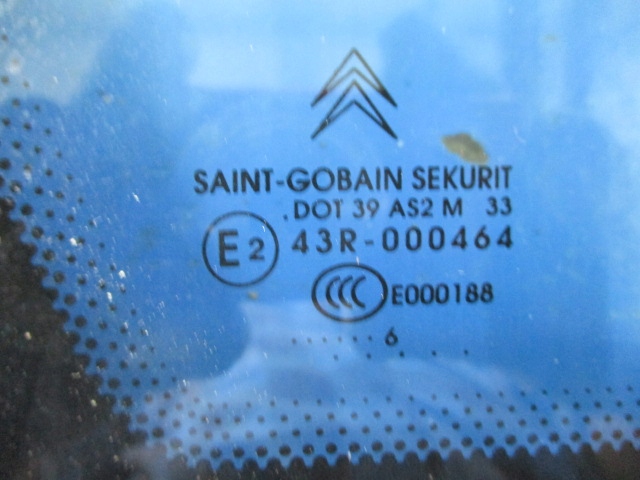 SAINT-GOBAIN SEKURIT
.DOT 39 AS2 M 33
E2 43R-000464
CCC E000188
......6
. . . . .